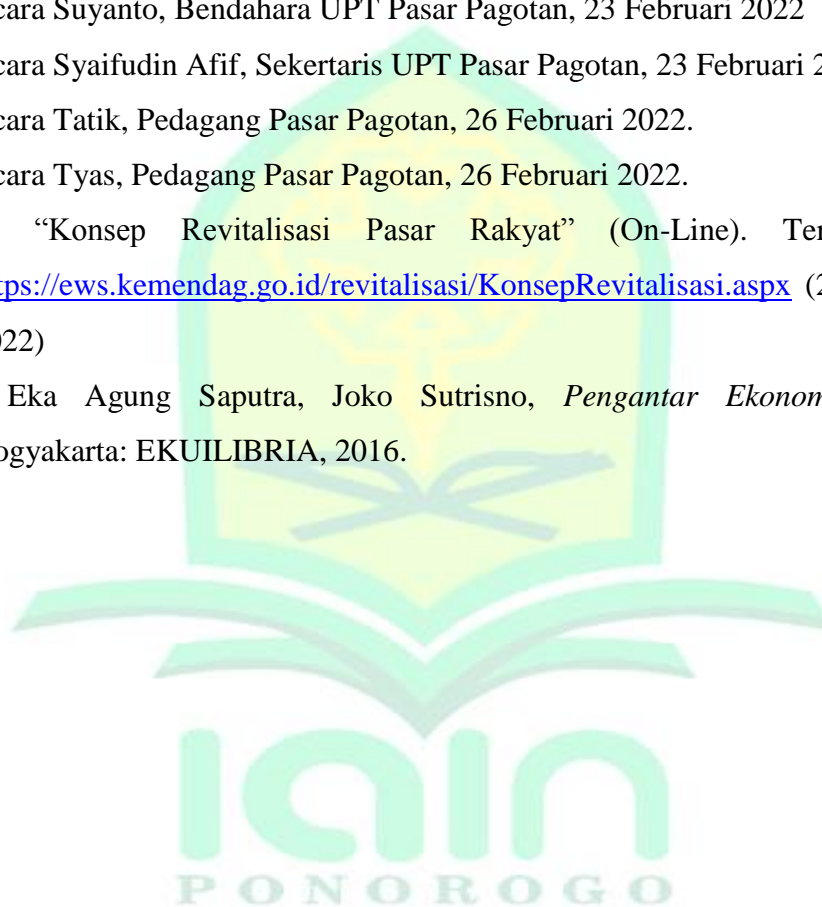 cara Suyanto, Bendahara UPT Pasar Pagotan, 23 Februari 2022
cara Syaifudin Afif, Sekertaris UPT Pasar Pagotan, 23 Februari 2
cara Tatik, Pedagang Pasar Pagotan, 26 Februari 2022.
cara Tyas, Pedagang Pasar Pagotan, 26 Februari 2022.
“Konsep Revitalisasi Pasar Rakyat” (On-Line). Ter
tps://ews.kemendag.go.id/revitalisasi/KonsepRevitalisasi.aspx (2
022)
Eka Agung Saputra, Joko Sutrisno, Pengantar Ekonom
ogyakarta: EKUILIBRIA, 2016.
iain
PONOROGO